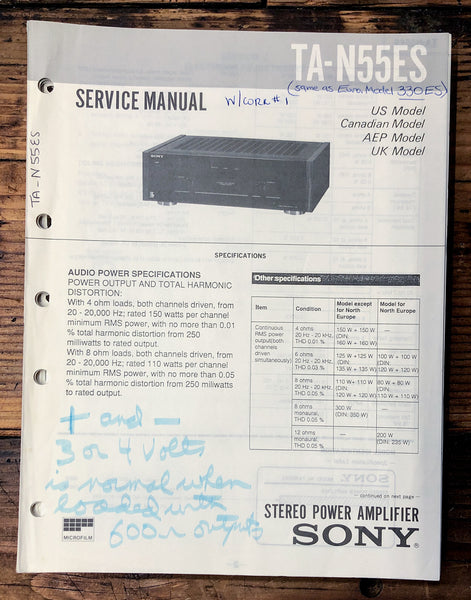 TA-N55ES
(same as Euro. Model 330ES)
SERVICE MANUAL
W/CORR #1
US Model
Canadian Model
AEP Model
UK Model
TA-N55ES
SONY
SPECIFICATIONS
AUDIO POWER SPECIFICATIONS
POWER OUTPUT AND TOTAL HARMONIC
DISTORTION:
With 4 ohm loads, both channels driven, from
20 - 20,000 Hz; rated 150 watts per channel
minimum RMS power, with no more than 0.01
% total harmonic distortion from 250
milliwatts to rated output.
With 8 ohm loads, both channels driven, from
20 - 20,000 Hz; rated 110 watts per channel
minimum RMS power, with no more than 0.05
% total harmonic distortion from 250 miliwatts
to rated output.
Other specifications
Item Condition Model except for North Europe Model for North Europe
Continuous RMS power output(both channels driven simultaneously)
4 ohms 20 Hz - 20 kHz, THD 0.01 % 150 W + 150 W (DIN: 160 W + 160 W) —
6 ohms 20 Hz - 20 kHz, THD 0.03% 125 W + 125 W (DIN: 135 W + 135 W) 100 W + 100 W (DIN: 120 W + 120 W)
8 ohms 20 Hz - 20 kHz, THD 0.05% 110 W + 110 W (DIN: 120 W + 120 W) 80 W + 80 W (DIN: 110 W + 110 W)
8 ohms monaural, THD 0.05% 300 W (DIN: 350 W) —
12 ohms monaural, THD 0.05% — 200 W (DIN: 235 W)
— continued on next page —
+ and -
3 or 4 Volts
is normal when
loaded with
600 Ω outputs
MICROFILM
STEREO POWER AMPLIFIER
SONY®